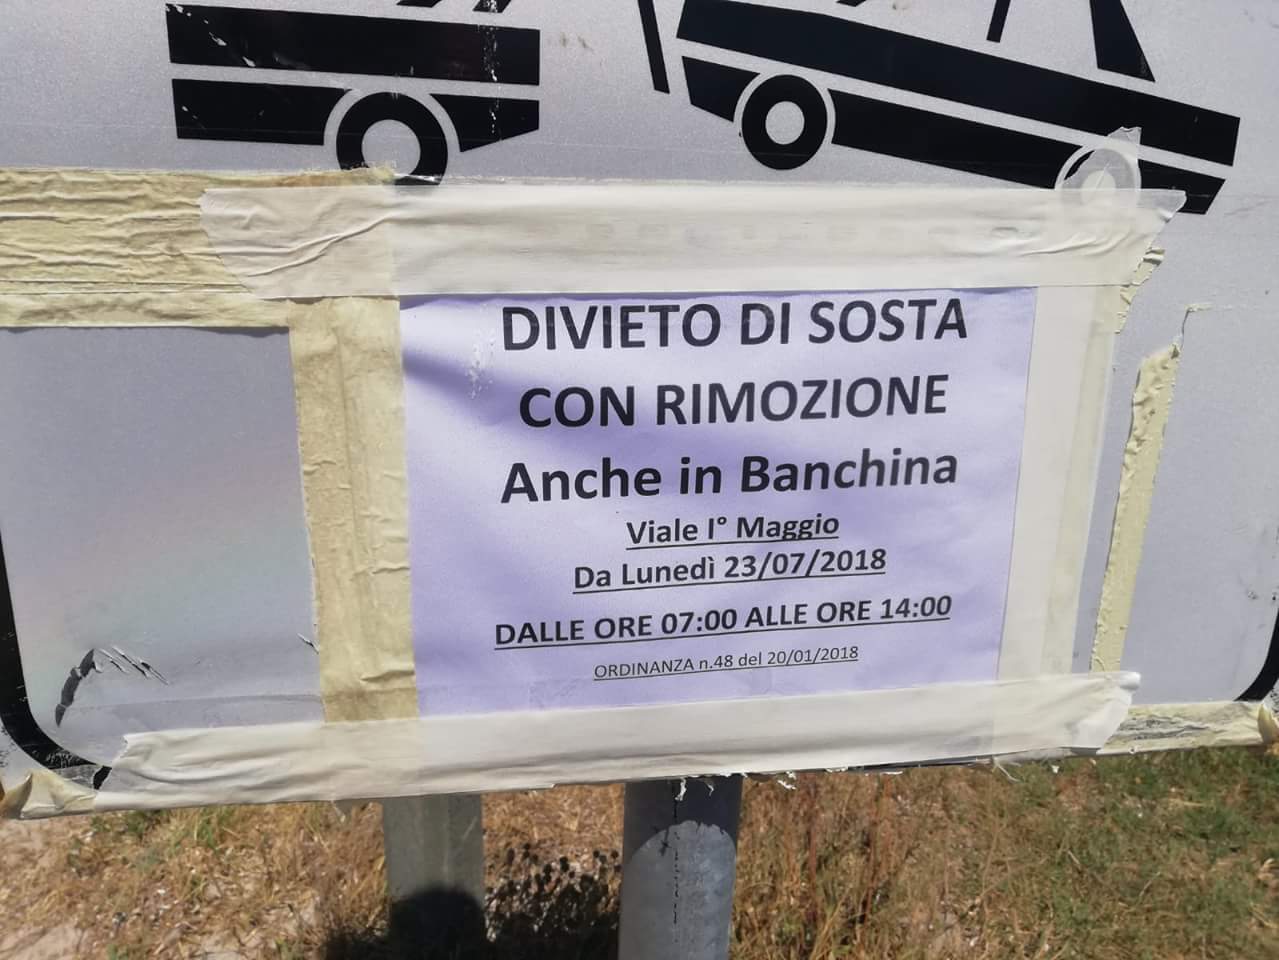 DIVIETO DI SOSTA
CON RIMOZIONE
Anche in Banchina
Viale I° Maggio
Da Lunedì 23/07/2018
DALLE ORE 07:00 ALLE ORE 14:00
ORDINANZA n.48 del 20/01/2018